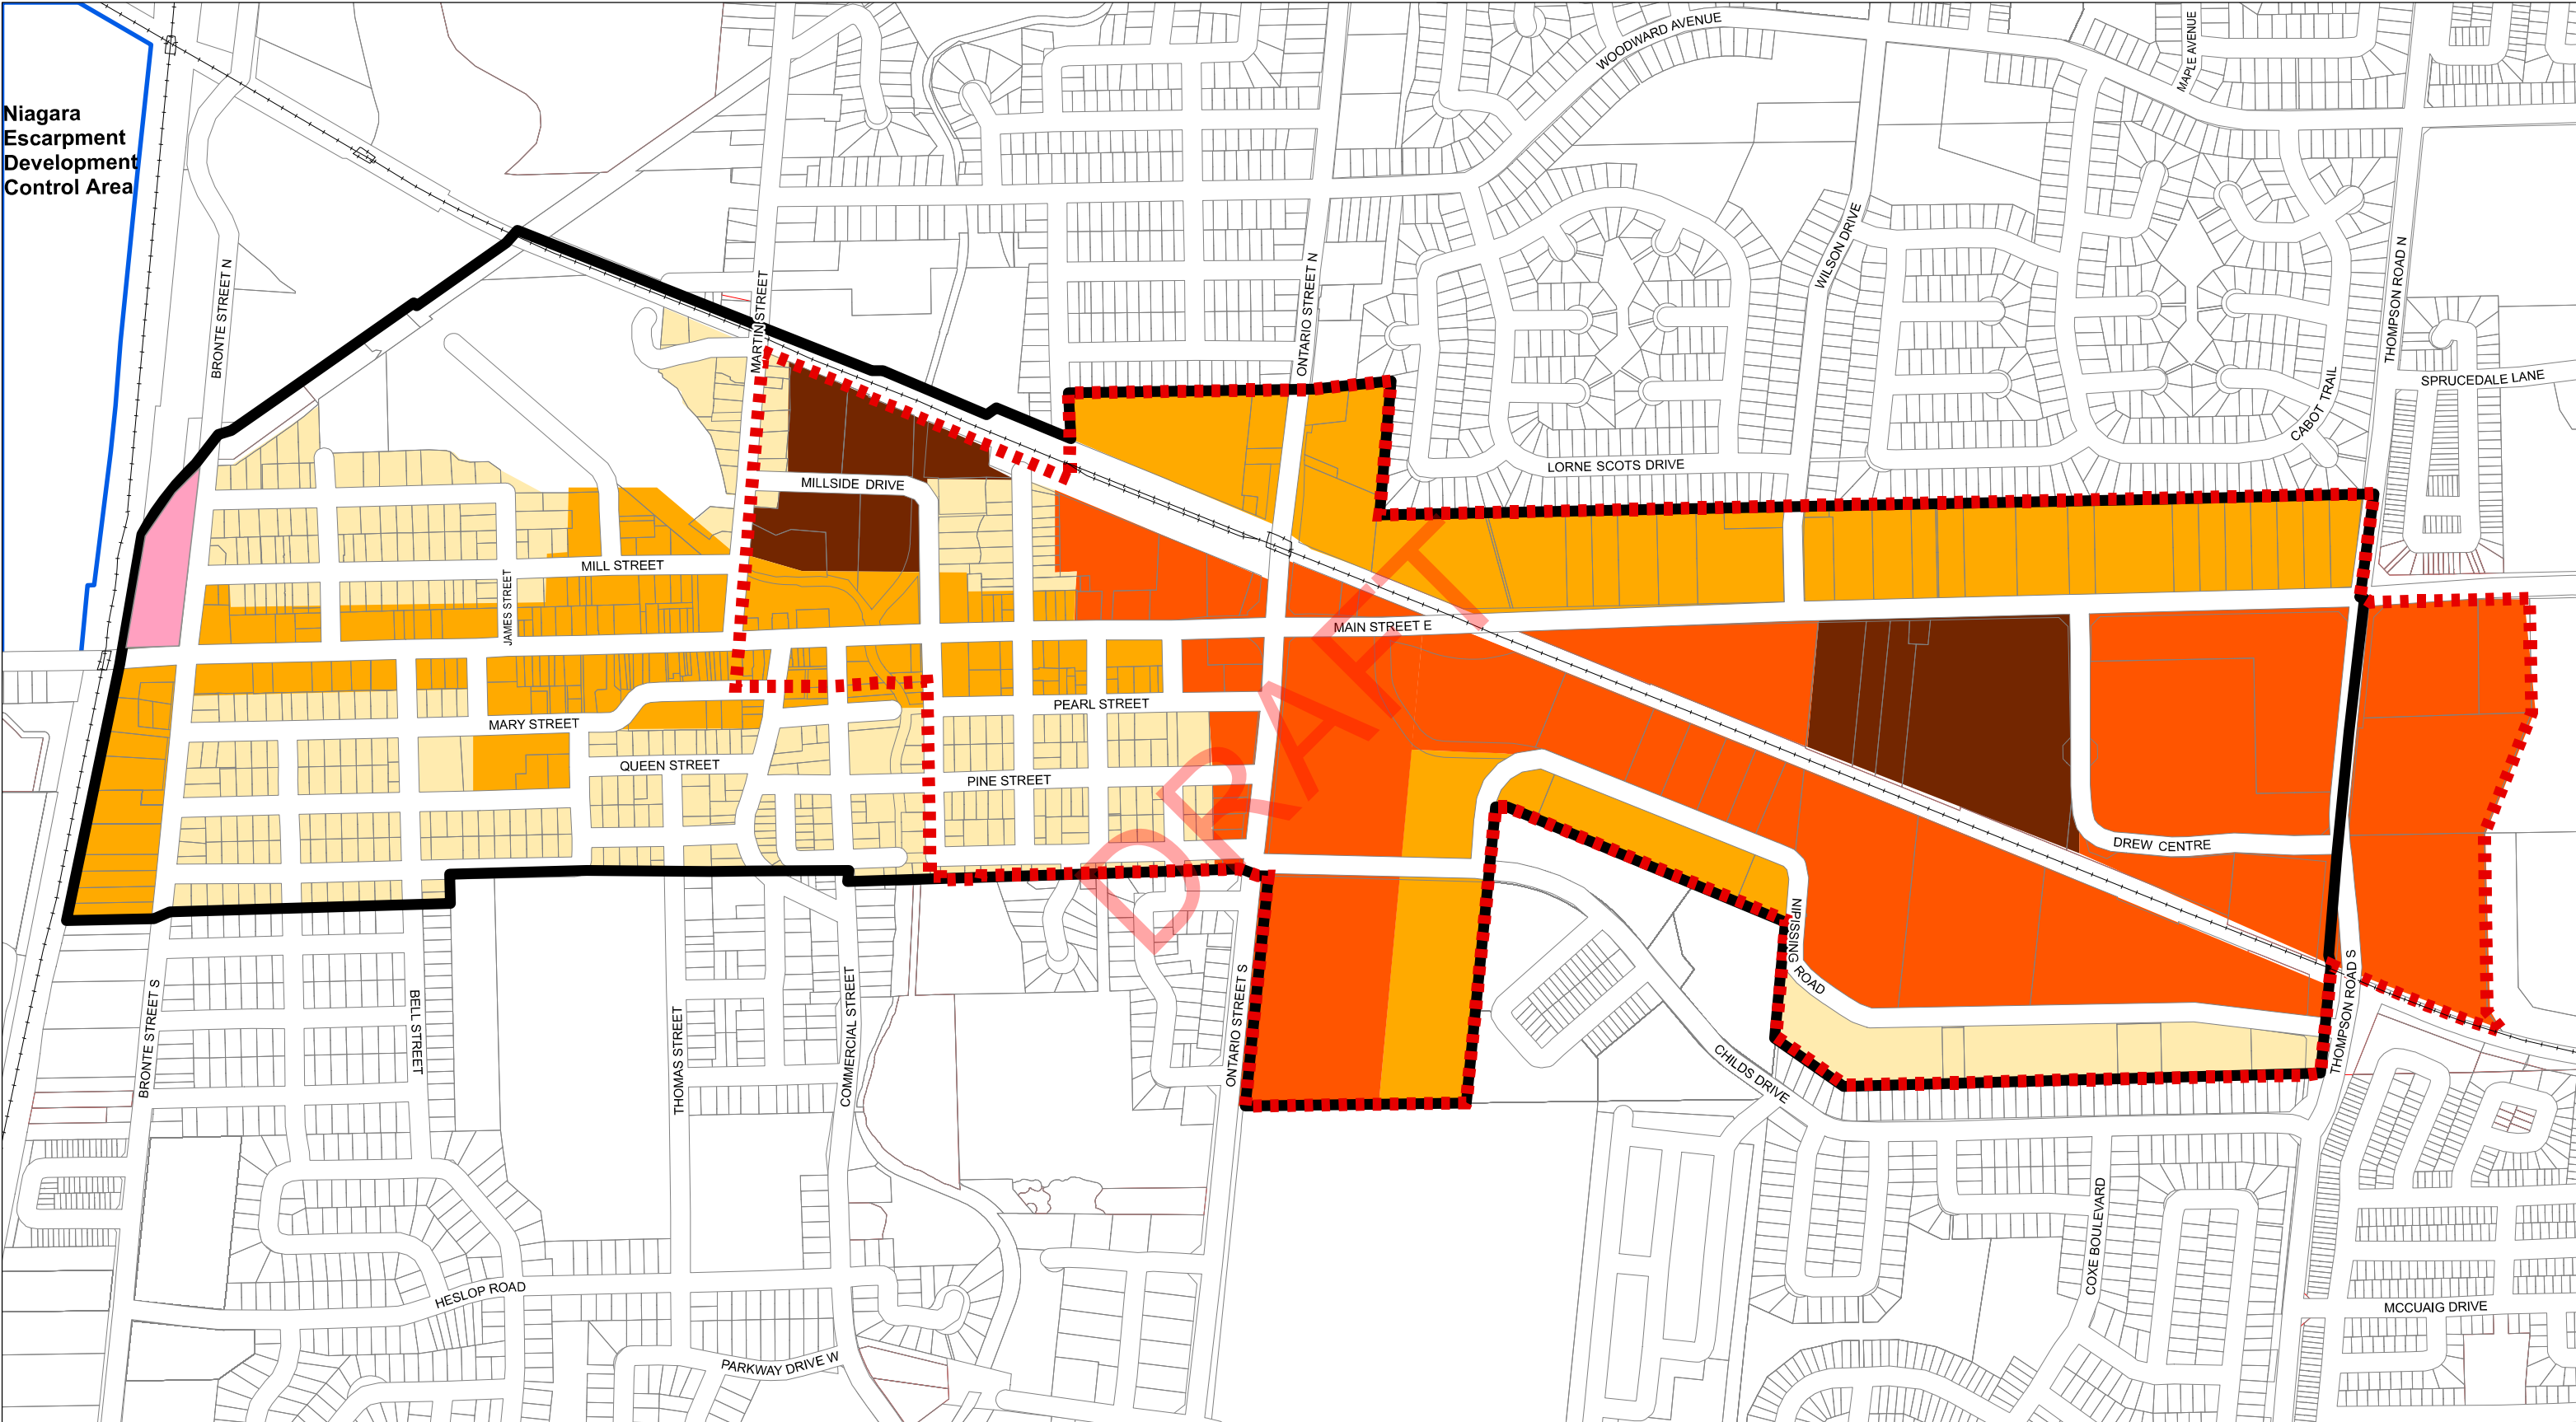 WOODWARD AVENUE
MAPLE AVENUE
Niagara
Escarpment
Development
Control Area
BRONTE STREET N
MARTIN STREET
ONTARIO STREET N
WILSON DRIVE
THOMPSON ROAD N
SPRUCEDALE LANE
CABOT TRAIL
LORNE SCOTS DRIVE
MILLSIDE DRIVE
MILL STREET
JAMES STREET
MAIN STREET E
PEARL STREET
MARY STREET
QUEEN STREET
PINE STREET
DRAFT
DREW CENTRE
NIPISSING ROAD
THOMPSON ROAD S
BRONTE STREET S
BELL STREET
THOMAS STREET
COMMERCIAL STREET
ONTARIO STREET S
CHILDS DRIVE
COXE BOULEVARD
HESLOP ROAD
PARKWAY DRIVE W
MCCUAIG DRIVE